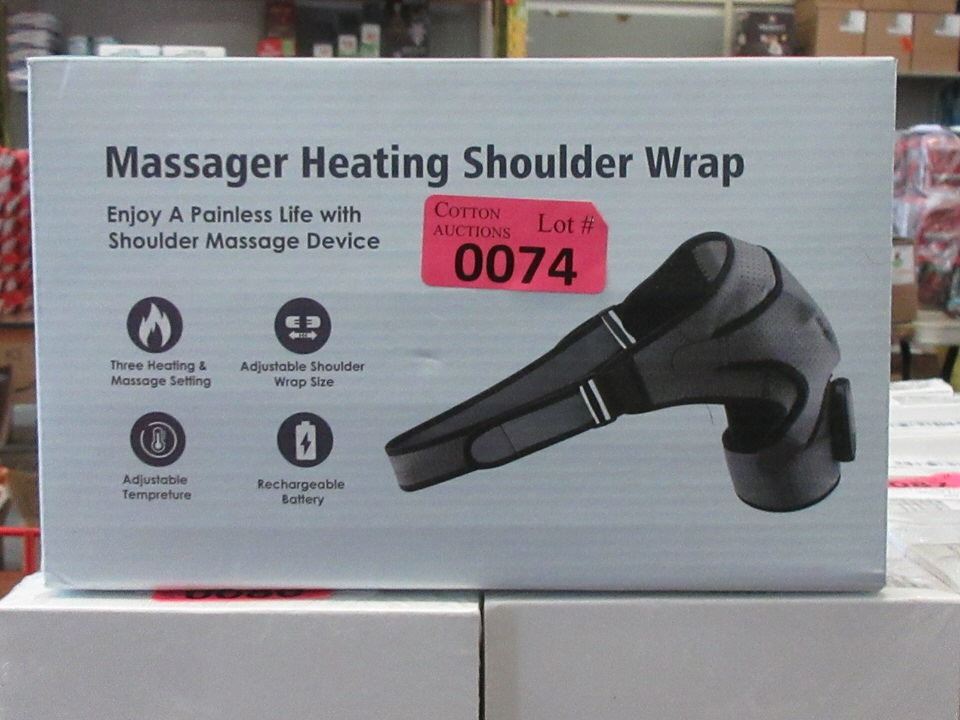 Massager Heating Shoulder Wrap
Enjoy A Painless Life with
Shoulder Massage Device
COTTON
AUCTIONS
Lot #
0074
Three Heating &
Massage Setting
Adjustable Shoulder
Wrap Size
Adjustable
Tempreture
Rechargeable
Battery